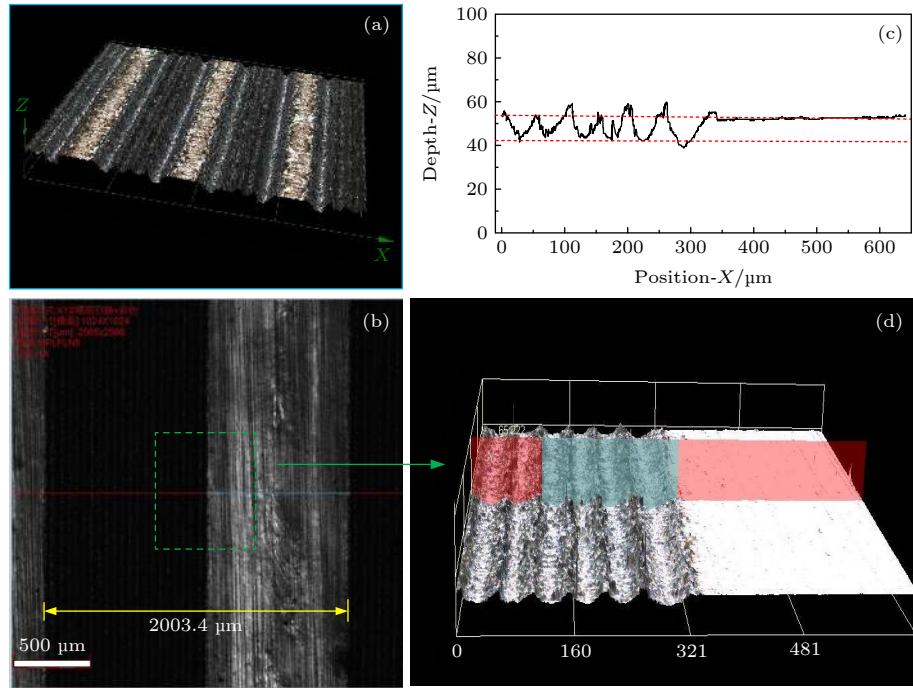 (a)
Z
X
(c)
Depth-Z/μm
100
80
60
40
20
0
0 100 200 300 400 500 600
Position-X/μm
(b)
2003.4 μm
500 μm
(d)
0 160 321 481